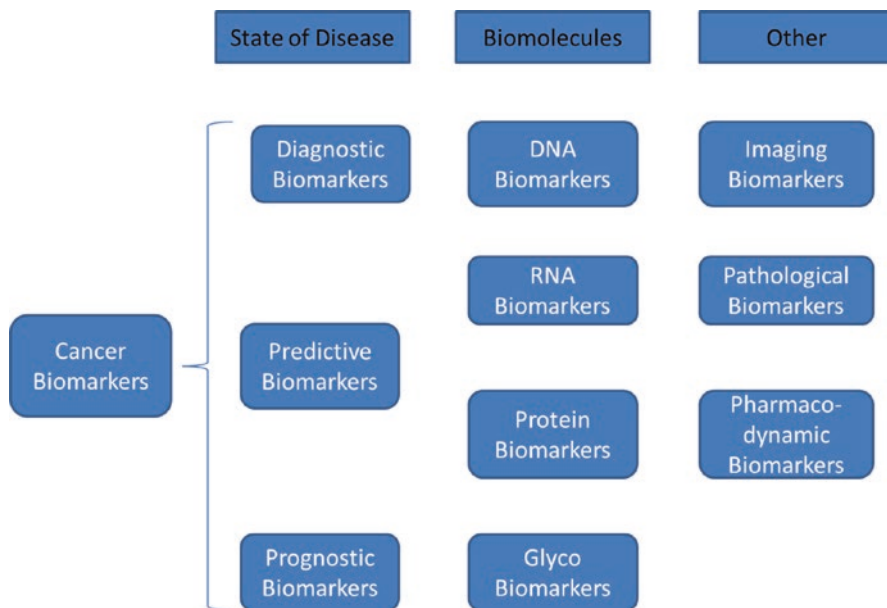 State of Disease
Biomolecules
Other
Diagnostic
Biomarkers
DNA
Biomarkers
Imaging
Biomarkers
RNA
Biomarkers
Pathological
Biomarkers
Cancer
Biomarkers
Predictive
Biomarkers
Protein
Biomarkers
Pharmaco-
dynamic
Biomarkers
Prognostic
Biomarkers
Glyco
Biomarkers